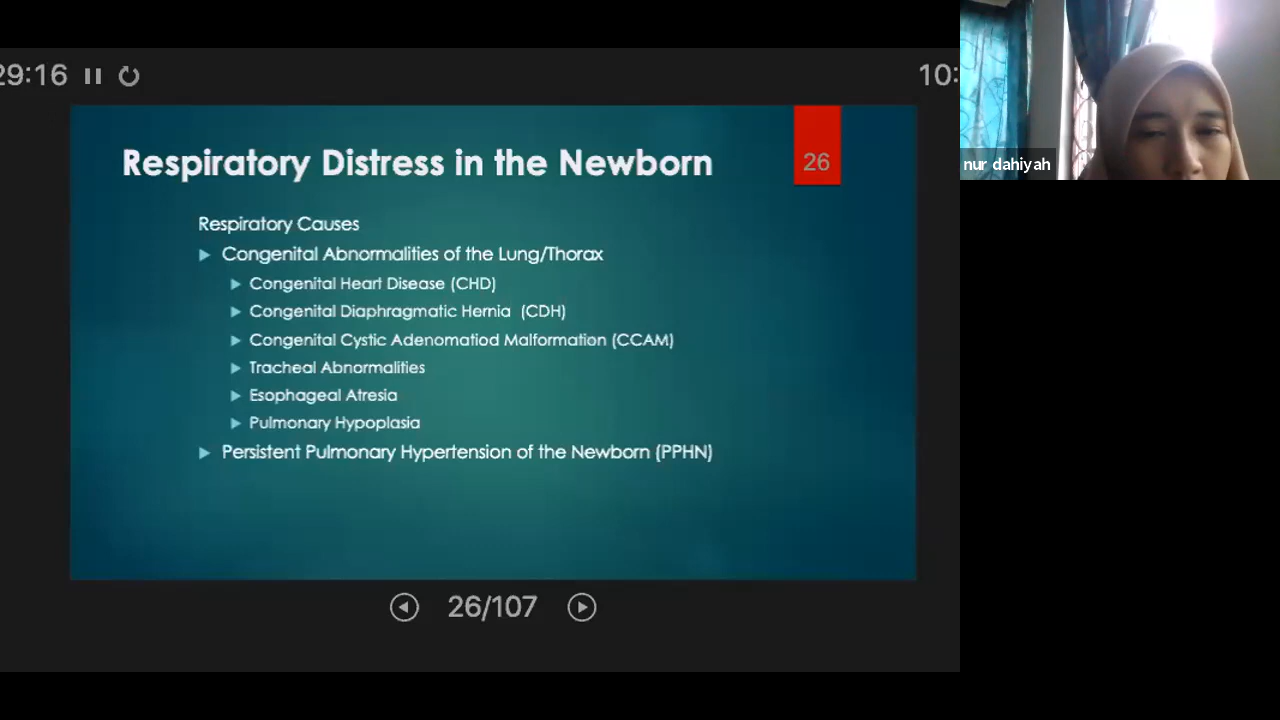 29:16
10:
Respiratory Distress in the Newborn
26
Respiratory Causes
Congenital Abnormalities of the Lung/Thorax
Congenital Heart Disease (CHD)
Congenital Diaphragmatic Hernia (CDH)
Congenital Cystic Adenomatiod Malformation (CCAM)
Tracheal Abnormalities
Esophageal Atresia
Pulmonary Hypoplasia
Persistent Pulmonary Hypertension of the Newborn (PPHN)
26/107
nur dahiyah